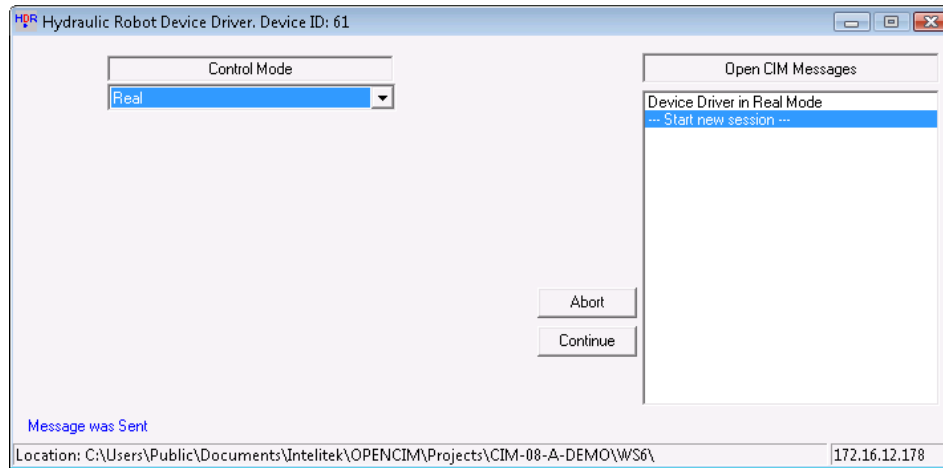 HDR Hydraulic Robot Device Driver. Device ID: 61
Control Mode
Real
Open CIM Messages
Device Driver in Real Mode
--- Start new session ---
Abort
Continue
Message was Sent
Location: C:\Users\Public\Documents\Intelitek\OPENCIM\Projects\CIM-08-A-DEMO\WS6\
172.16.12.178